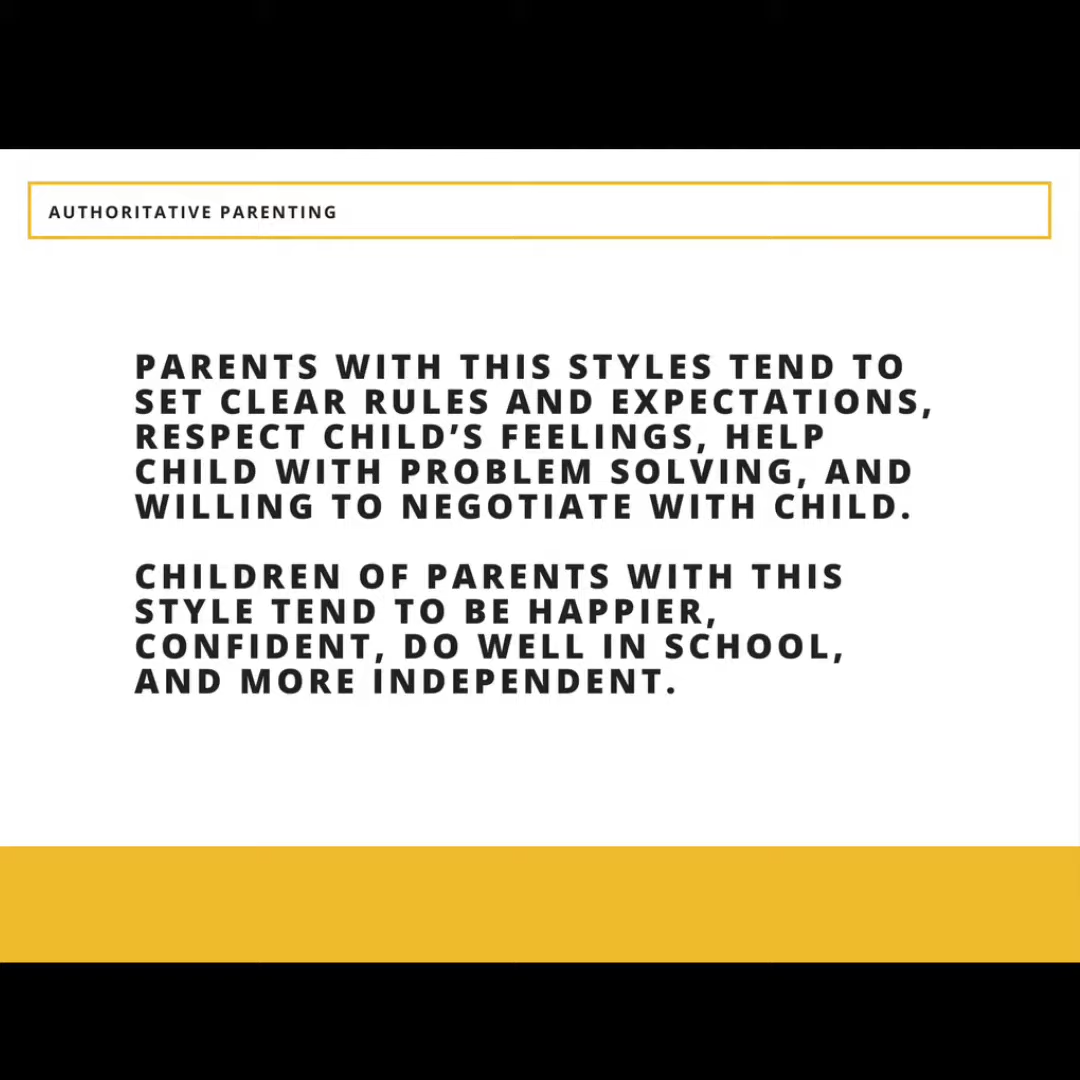 AUTHORITATIVE PARENTING
PARENTS WITH THIS STYLES TEND TO
SET CLEAR RULES AND EXPECTATIONS,
RESPECT CHILD’S FEELINGS, HELP
CHILD WITH PROBLEM SOLVING, AND
WILLING TO NEGOTIATE WITH CHILD.
CHILDREN OF PARENTS WITH THIS
STYLE TEND TO BE HAPPIER,
CONFIDENT, DO WELL IN SCHOOL,
AND MORE INDEPENDENT.